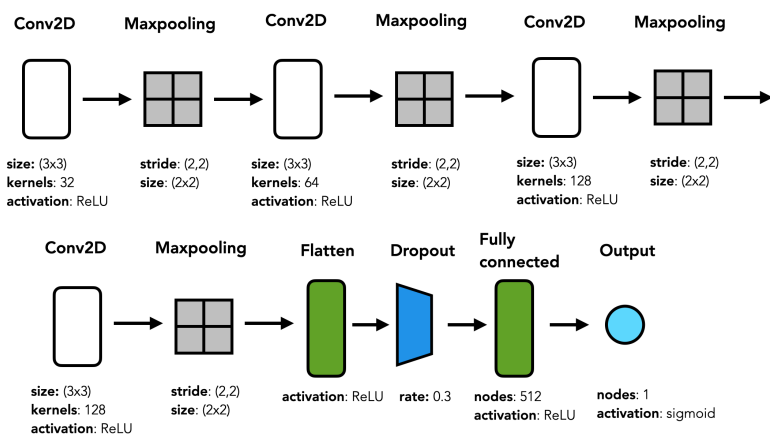 Conv2D
Maxpooling
Conv2D
Maxpooling
Conv2D
Maxpooling
size: (3x3)
kernels: 32
activation: ReLU
stride: (2,2)
size: (2x2)
size: (3x3)
kernels: 64
activation: ReLU
stride: (2,2)
size: (2x2)
size: (3x3)
kernels: 128
activation: ReLU
stride: (2,2)
size: (2x2)
Conv2D
Maxpooling
Flatten
Dropout
Fully
connected
Output
size: (3x3)
kernels: 128
activation: ReLU
stride: (2,2)
size: (2x2)
activation: ReLU
rate: 0.3
nodes: 512
activation: ReLU
nodes: 1
activation: sigmoid